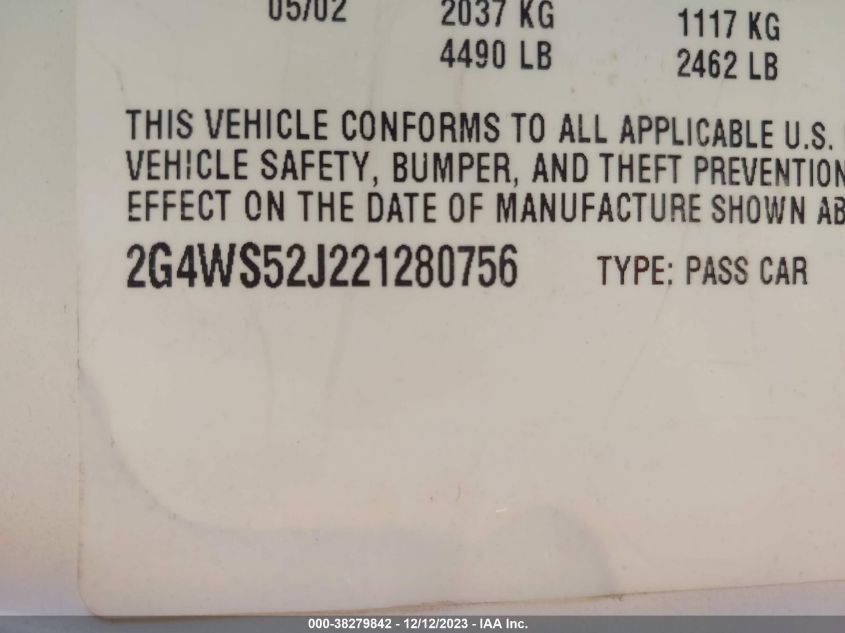 05/02 2037 KG 1117 KG
4490 LB 2462 LB
THIS VEHICLE CONFORMS TO ALL APPLICABLE U.S.
VEHICLE SAFETY, BUMPER, AND THEFT PREVENTION
EFFECT ON THE DATE OF MANUFACTURE SHOWN AB
2G4WS52J221280756 TYPE: PASS CAR
000-38279842 - 12/12/2023 - IAA Inc.